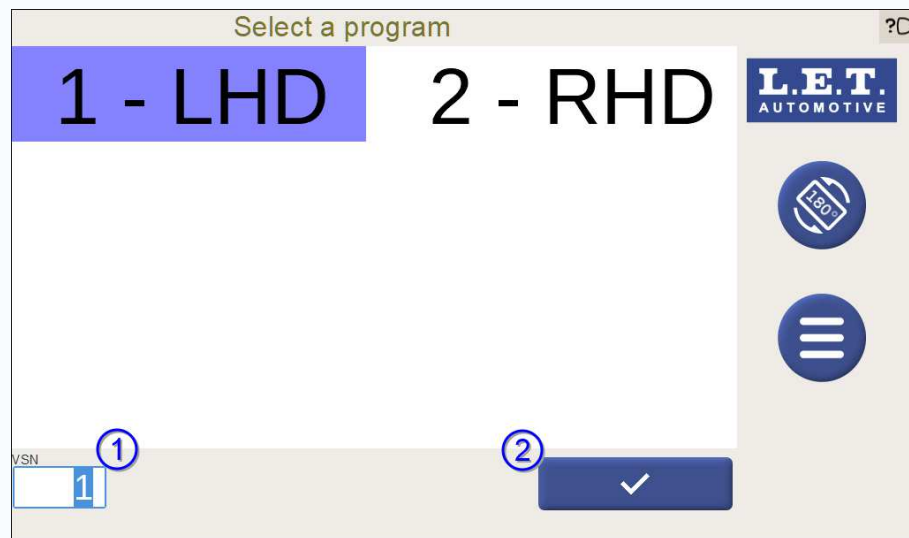 Select a program
?
1 - LHD
2 - RHD
L.E.T.
AUTOMOTIVE
180°
VSN
1
1
2